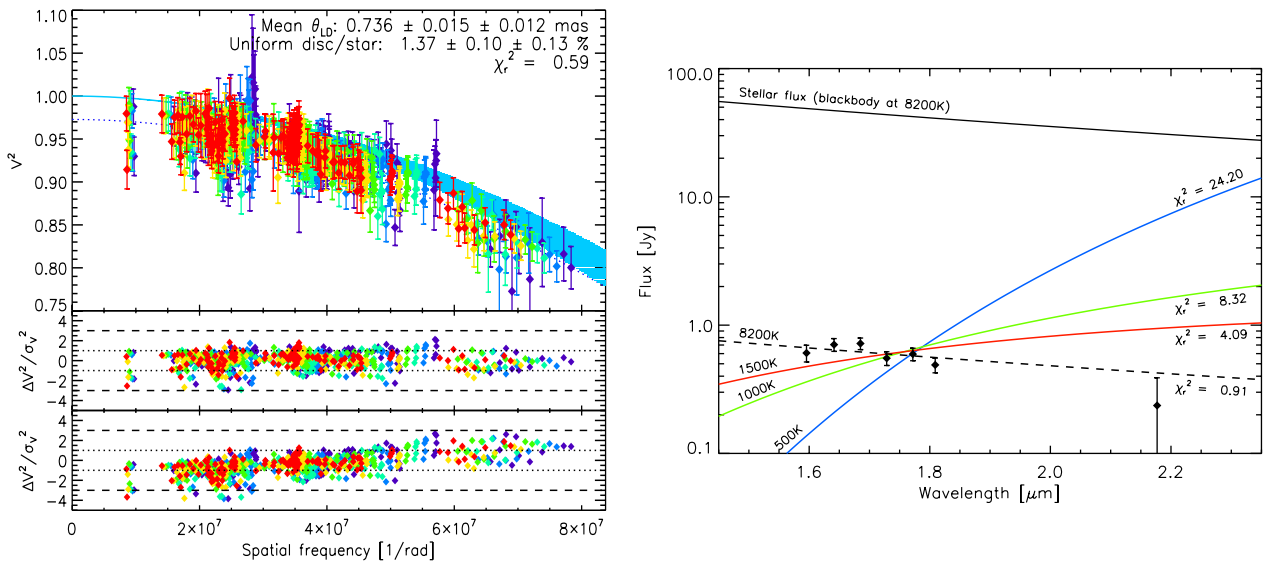 Mean θ_LD: 0.736 ± 0.015 ± 0.012 mas
Uniform disc/star: 1.37 ± 0.10 ± 0.13 %
χ_r² = 0.59
V²
1.10
1.05
1.00
0.95
0.90
0.85
0.80
0.75
ΔV²/σ_V²
4
2
0
−2
−4
ΔV²/σ_V²
4
2
0
−2
−4
0
2×10⁷
4×10⁷
6×10⁷
8×10⁷
Spatial frequency [1/rad]
Flux [Jy]
100.0
10.0
1.0
0.1
Stellar flux (blackbody at 8200K)
χ_r² = 24.20
χ_r² = 8.32
χ_r² = 4.09
χ_r² = 0.91
8200K
1500K
1000K
500K
1.6
1.8
2.0
2.2
Wavelength [μm]